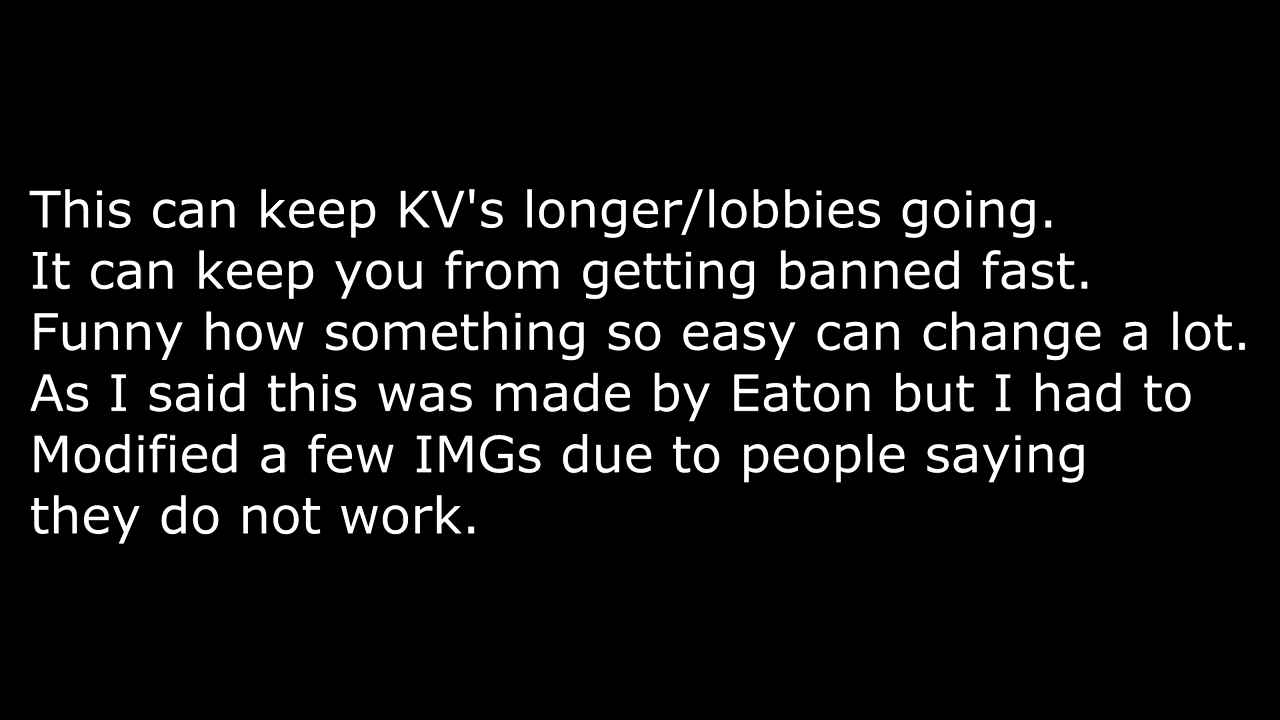 This can keep KV's longer/lobbies going.
It can keep you from getting banned fast.
Funny how something so easy can change a lot.
As I said this was made by Eaton but I had to
Modified a few IMGs due to people saying
they do not work.